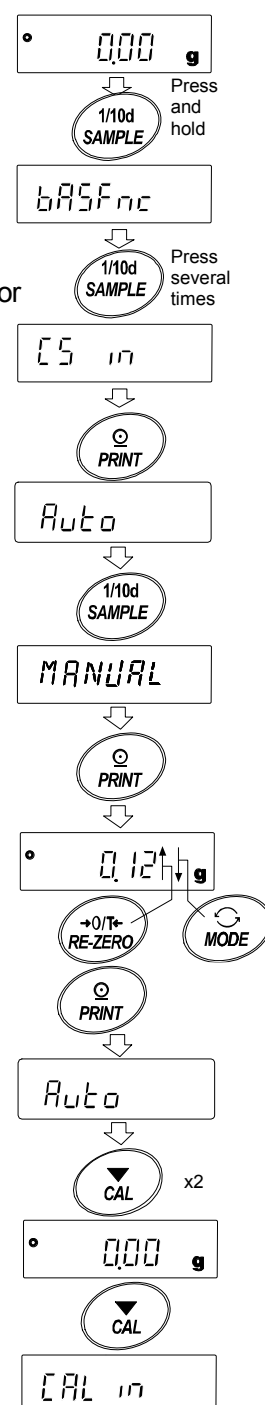 0.00 g
Press
and
hold
1/10d
SAMPLE
bASFnc
Press
several
times
1/10d
SAMPLE
or
CS in
PRINT
Auto
1/10d
SAMPLE
MANUAL
PRINT
0.12 g
→0/T←
RE-ZERO
MODE
PRINT
Auto
CAL
x2
0.00 g
CAL
CAL in